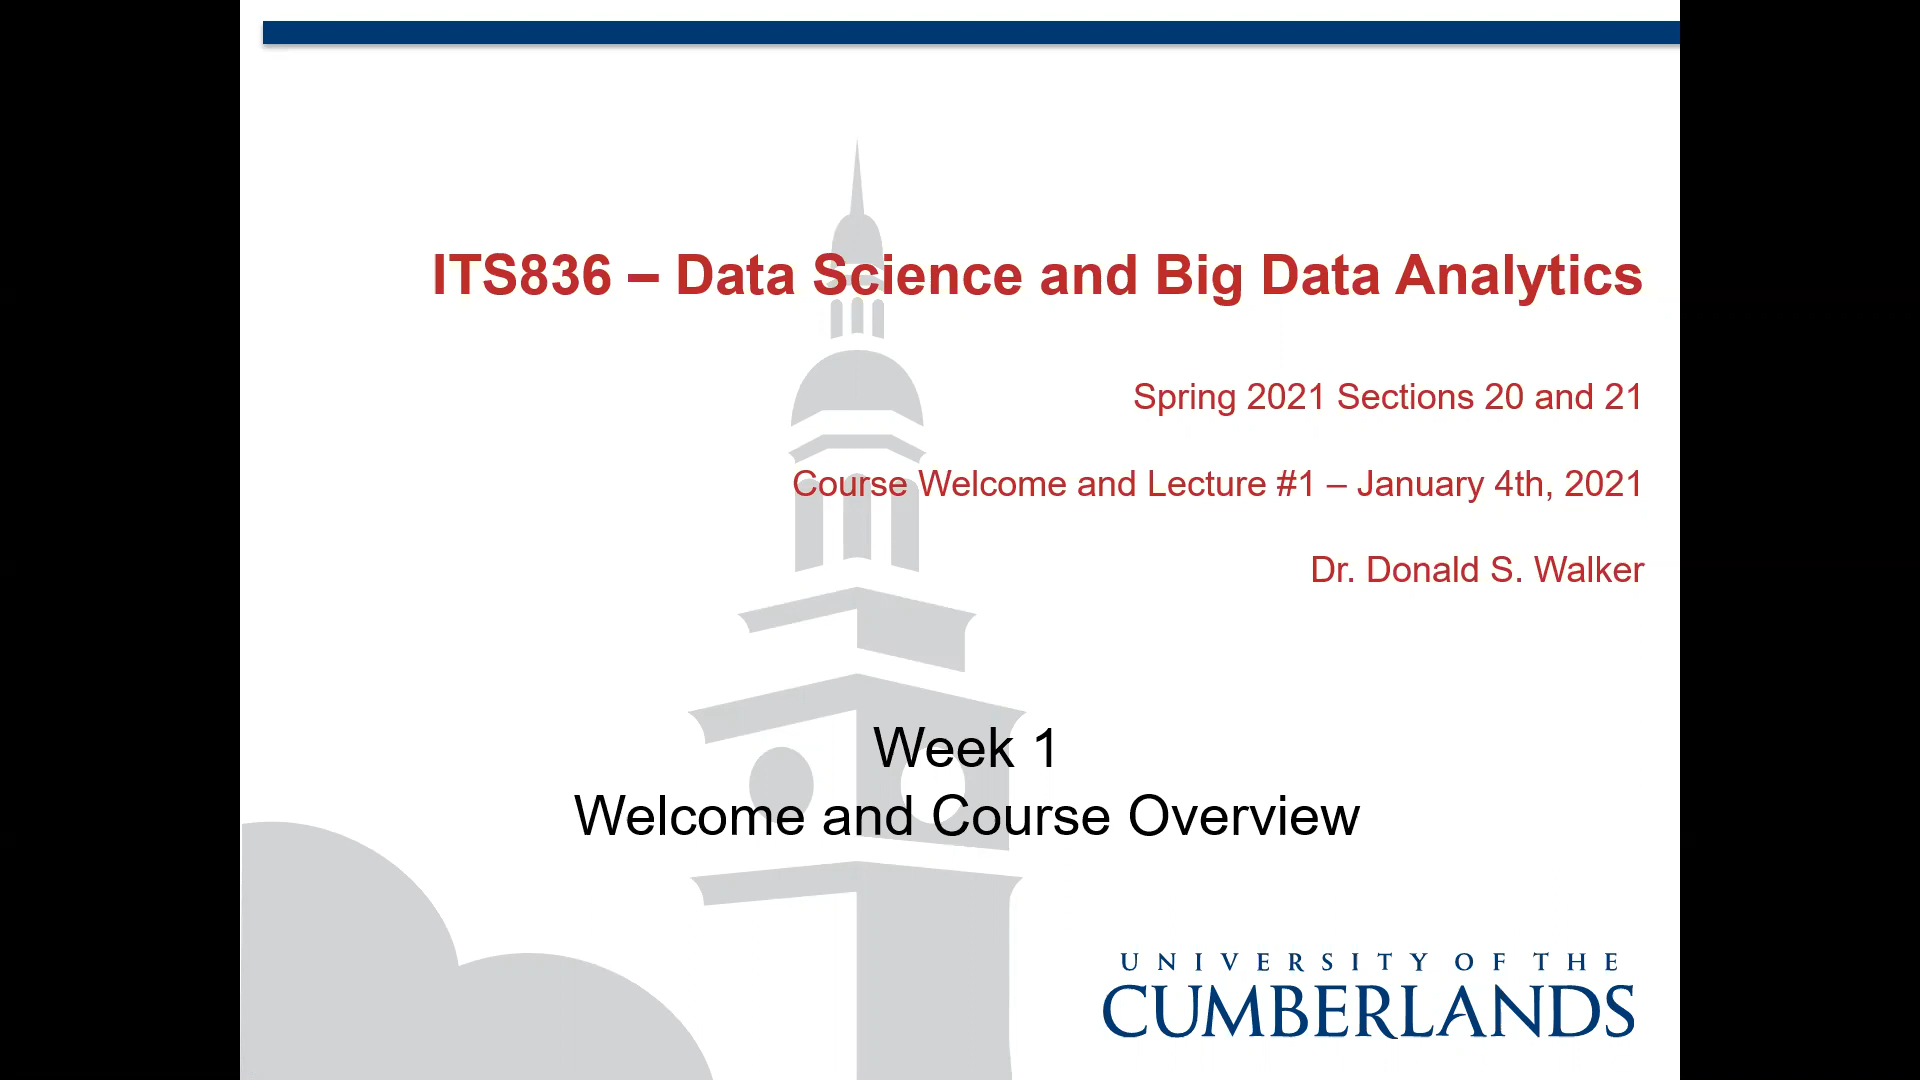 ITS836 – Data Science and Big Data Analytics
Spring 2021 Sections 20 and 21
Course Welcome and Lecture #1 – January 4th, 2021
Dr. Donald S. Walker
Week 1
Welcome and Course Overview
UNIVERSITY OF THE
CUMBERLANDS